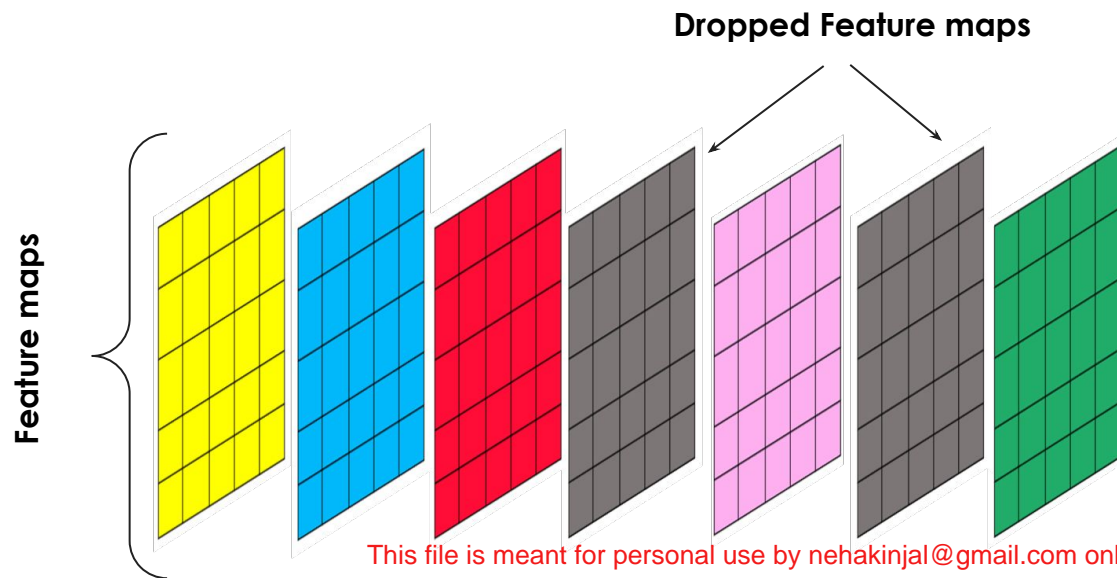 Dropped Feature maps
Feature maps
This file is meant for personal use by nehakinjal@gmail.com onl